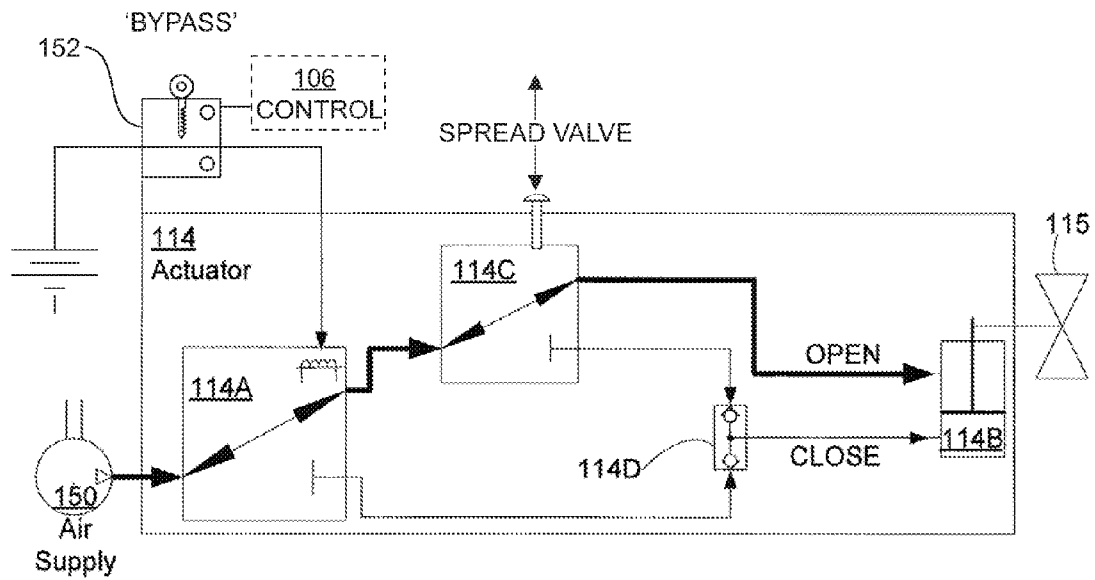 'BYPASS'
152
106
CONTROL
SPREAD VALVE
114
Actuator
114C
115
114A
OPEN
114B
114D
CLOSE
150
Air
Supply